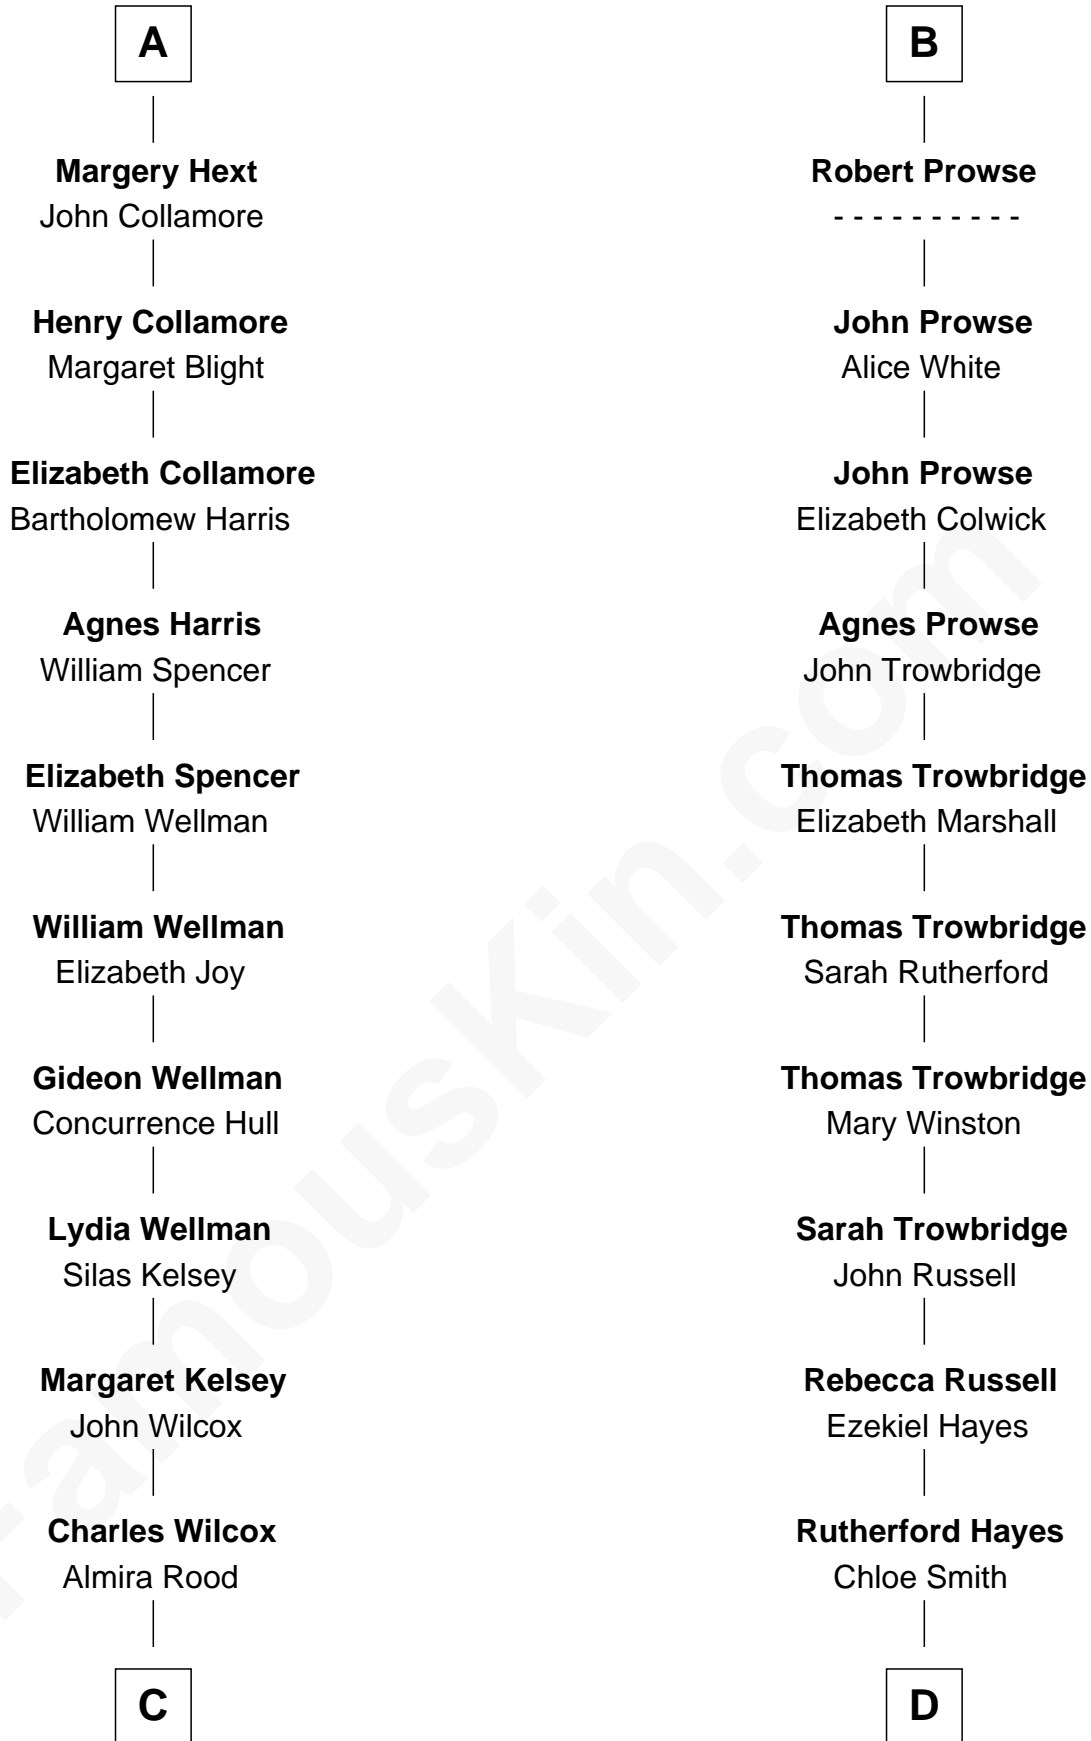 A
Margery Hext
John Collamore
Henry Collamore
Margaret Blight
Elizabeth Collamore
Bartholomew Harris
Agnes Harris
William Spencer
Elizabeth Spencer
William Wellman
William Wellman
Elizabeth Joy
Gideon Wellman
Concurrence Hull
Lydia Wellman
Silas Kelsey
Margaret Kelsey
John Wilcox
Charles Wilcox
Almira Rood
C
B
Robert Prowse
- - - - - - - - - -
John Prowse
Alice White
John Prowse
Elizabeth Colwick
Agnes Prowse
John Trowbridge
Thomas Trowbridge
Elizabeth Marshall
Thomas Trowbridge
Sarah Rutherford
Thomas Trowbridge
Mary Winston
Sarah Trowbridge
John Russell
Rebecca Russell
Ezekiel Hayes
Rutherford Hayes
Chloe Smith
D
FamousKin.com